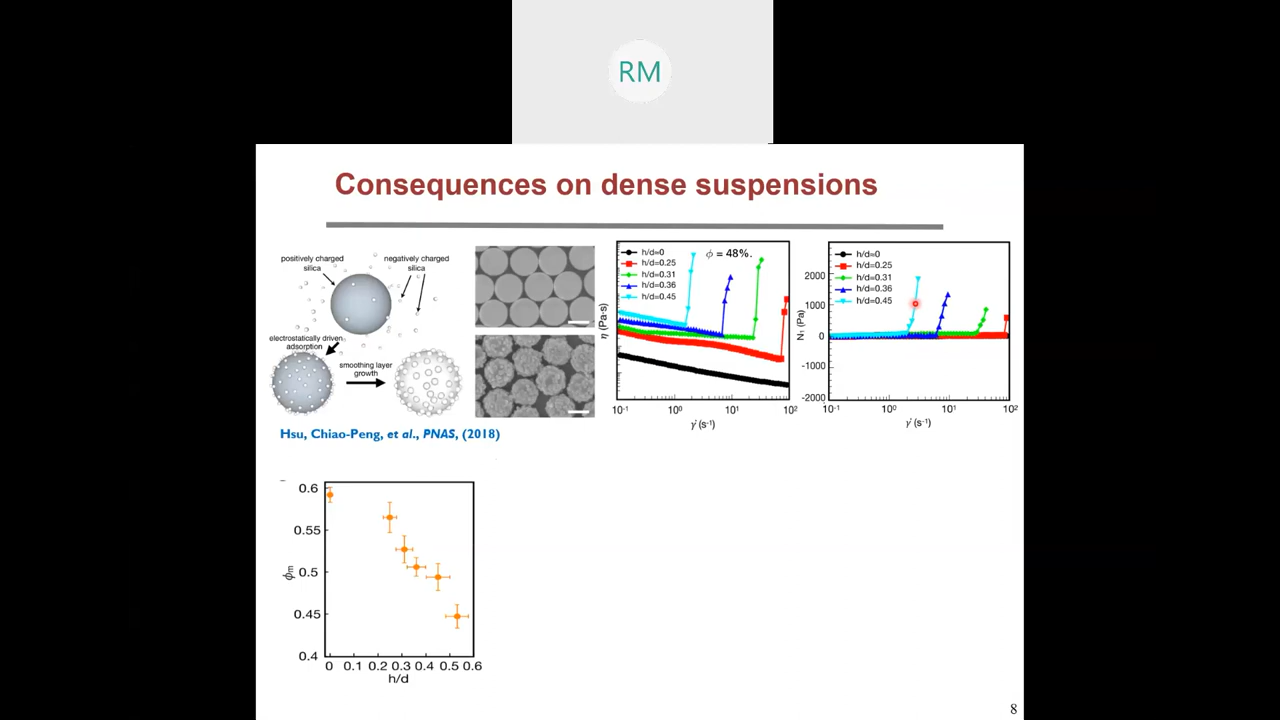 RM
Consequences on dense suspensions
positively charged
silica
negatively charged
silica
electrostatically driven
adsorption
smoothing layer
growth
Hsu, Chiao-Peng, et al., PNAS, (2018)
h/d=0
h/d=0.25
h/d=0.31
h/d=0.36
h/d=0.45
ϕ = 48%.
η (Pa·s)
10⁻¹ 10⁰ 10¹ 10²
γ̇ (s⁻¹)
h/d=0
h/d=0.25
h/d=0.31
h/d=0.36
h/d=0.45
N₁ (Pa)
2000
1000
0
-1000
-2000
10⁻¹ 10⁰ 10¹ 10²
γ̇ (s⁻¹)
ϕm
0.6
0.55
0.5
0.45
0.4
0 0.1 0.2 0.3 0.4 0.5 0.6
h/d
8